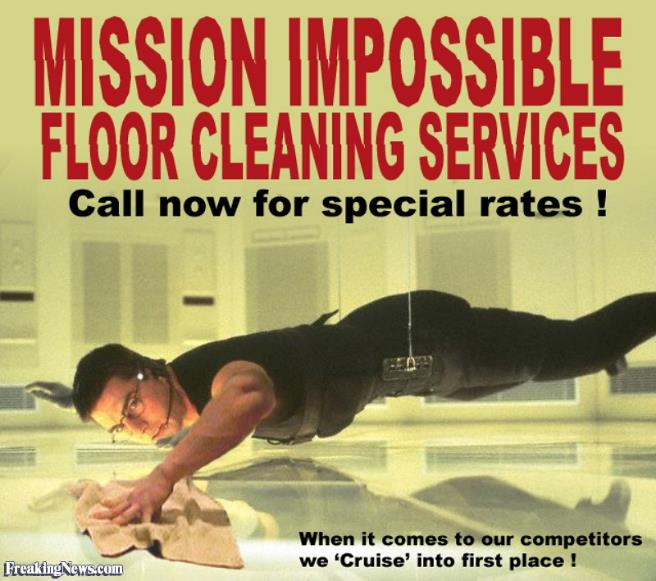 MISSION IMPOSSIBLE
FLOOR CLEANING SERVICES
Call now for special rates !
When it comes to our competitors
we ‘Cruise’ into first place !
FreakingNews.com